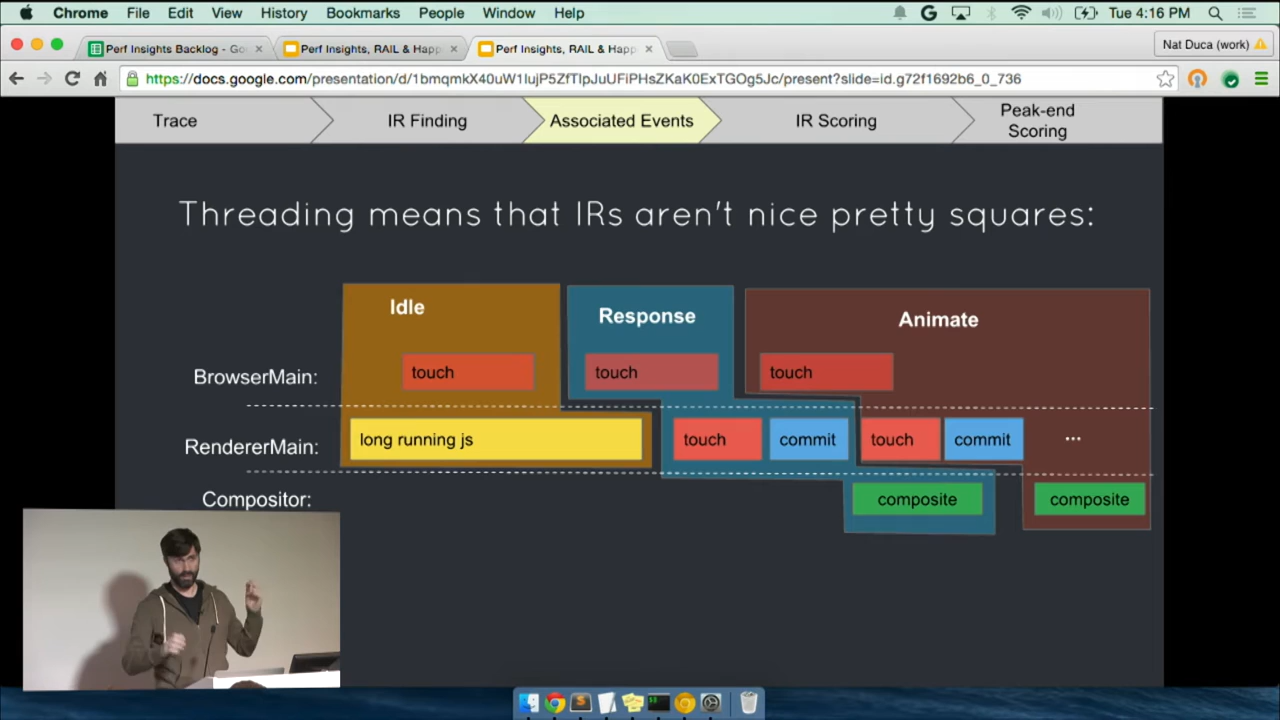 Chrome File Edit View History Bookmarks People Window Help Tue 4:16 PM
Perf Insights Backlog - Go Perf Insights, RAIL & Happ Perf Insights, RAIL & Happ Nat Duca (work)
https://docs.google.com/presentation/d/1bmqmkX40uW1IujP5ZfTIpJuUFiPHsZKaK0ExTGOg5Jc/present?slide=id.g72f1692b6_0_736
Trace IR Finding Associated Events IR Scoring Peak-end
Scoring
Threading means that IRs aren't nice pretty squares:
Idle Response Animate
BrowserMain: touch touch touch
RendererMain: long running js touch commit touch commit ...
Compositor: composite composite